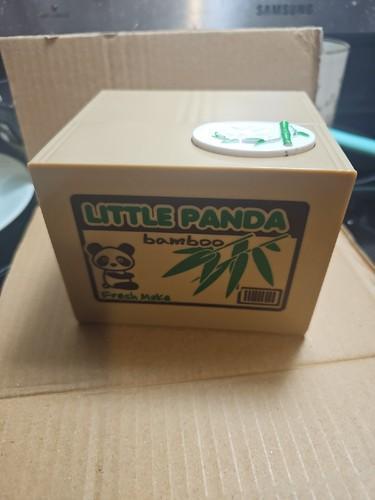 SAMSUNG
LITTLE PANDA
bamboo
Fresh Make